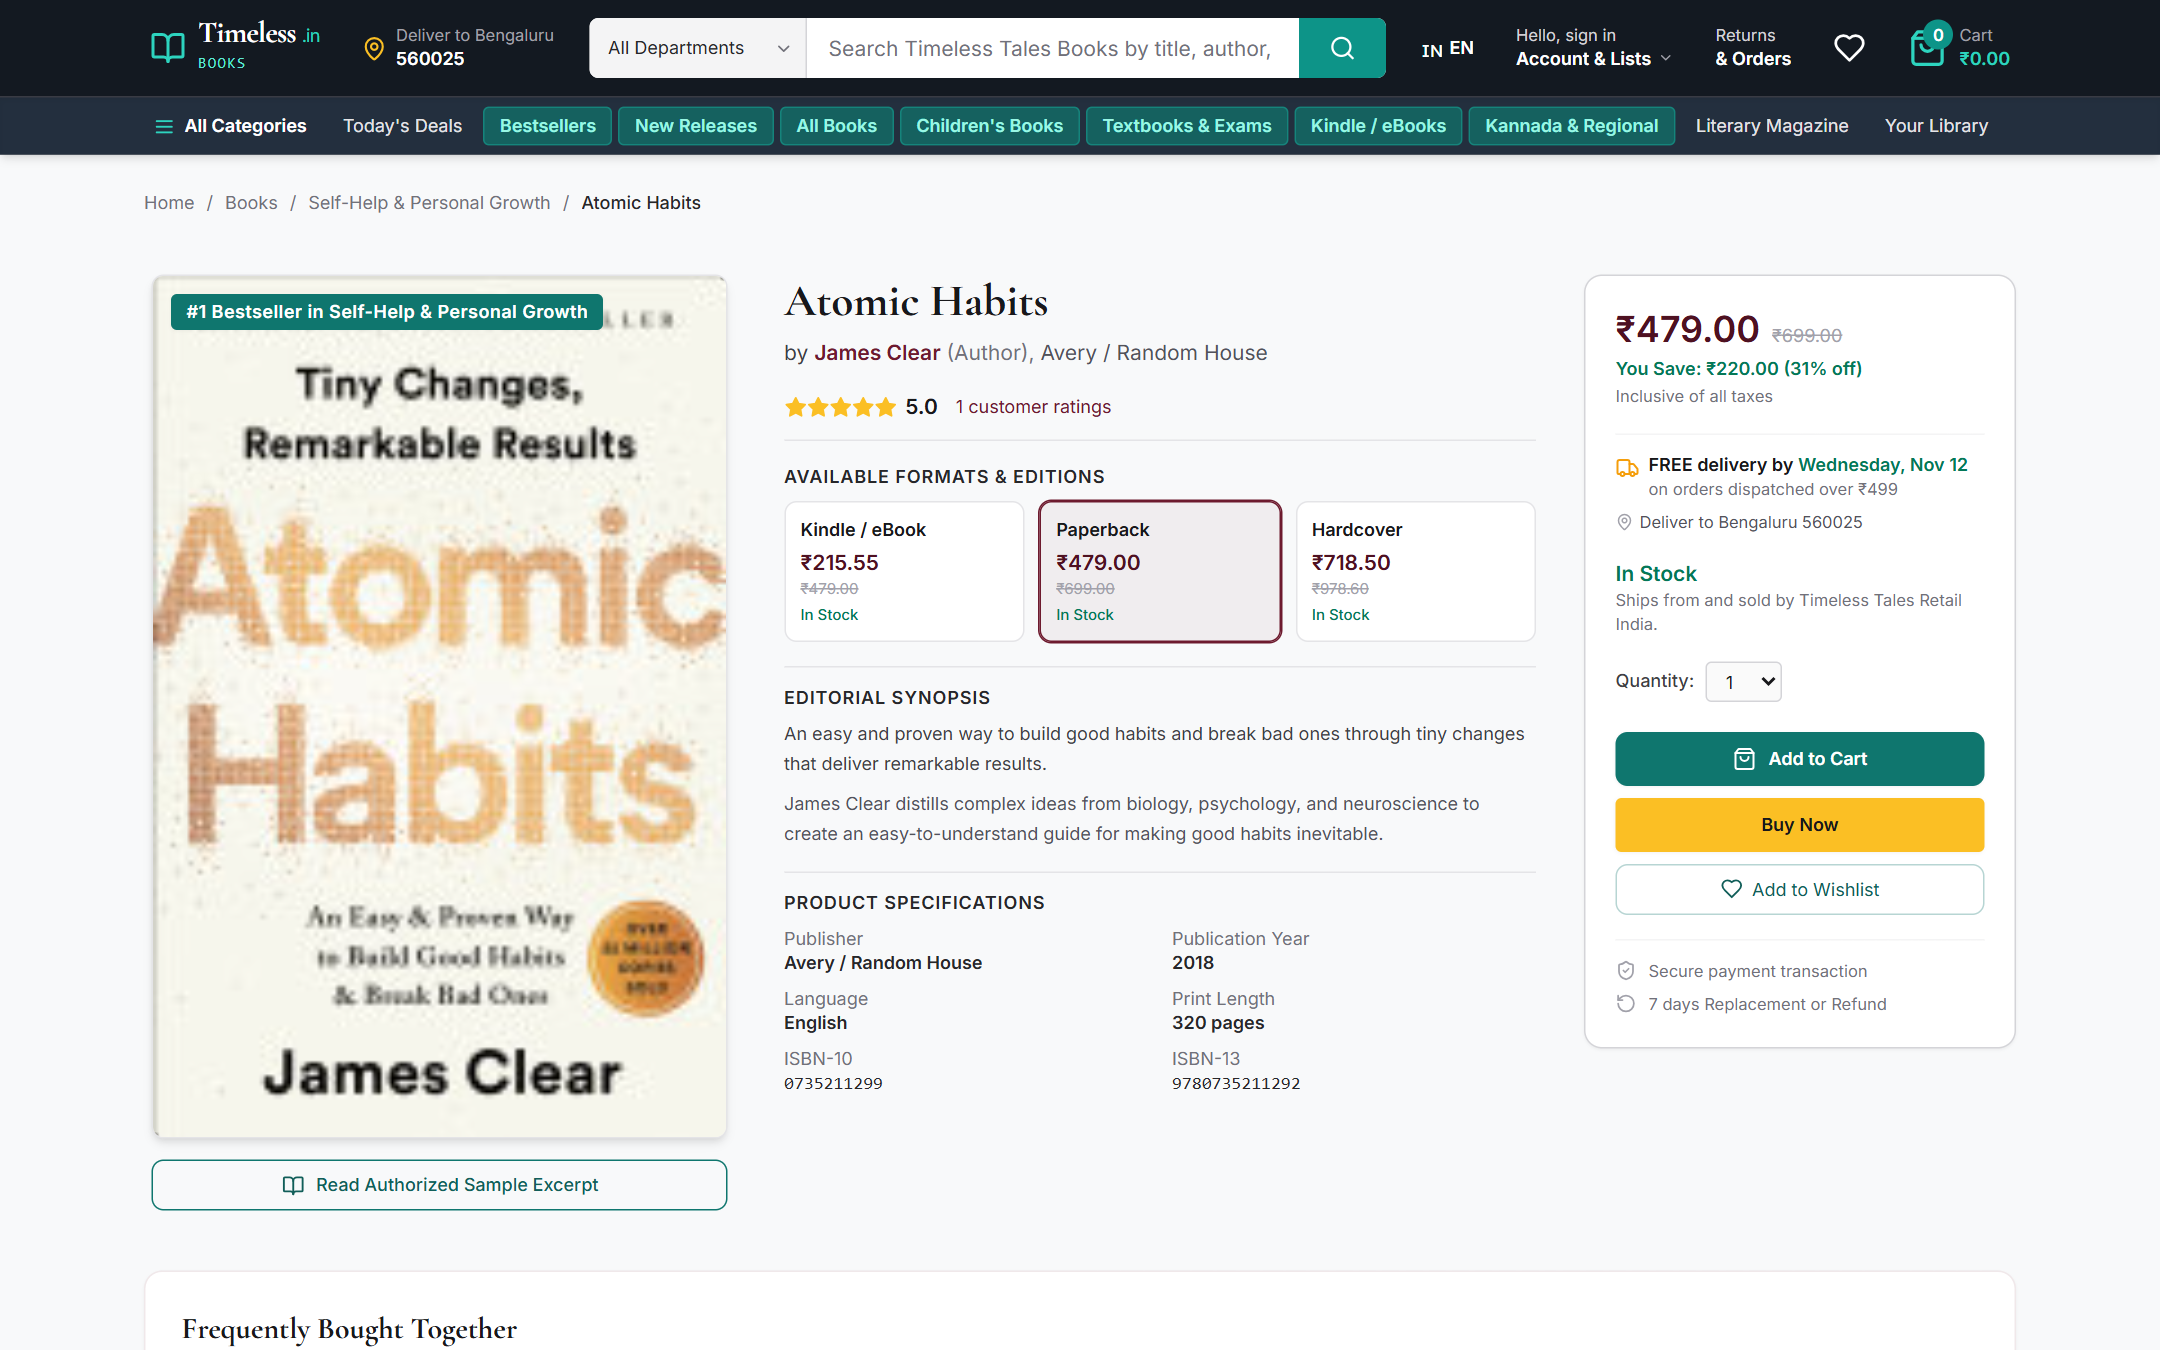 Timeless .in
BOOKS
Deliver to Bengaluru
560025
All Departments
Search Timeless Tales Books by title, author,
IN EN
Hello, sign in
Account & Lists
Returns
& Orders
0
Cart
₹0.00
All Categories
Today's Deals
Bestsellers
New Releases
All Books
Children's Books
Textbooks & Exams
Kindle / eBooks
Kannada & Regional
Literary Magazine
Your Library
Home / Books / Self-Help & Personal Growth / Atomic Habits
#1 Bestseller in Self-Help & Personal Growth
Tiny Changes,
Remarkable Results
Atomic
Habits
An Easy & Proven Way
to Build Good Habits
& Break Bad Ones
James Clear
Read Authorized Sample Excerpt
Atomic Habits
by James Clear (Author), Avery / Random House
5.0 1 customer ratings
AVAILABLE FORMATS & EDITIONS
Kindle / eBook
₹215.55
₹479.00
In Stock
Paperback
₹479.00
₹699.00
In Stock
Hardcover
₹718.50
₹978.60
In Stock
EDITORIAL SYNOPSIS
An easy and proven way to build good habits and break bad ones through tiny changes
that deliver remarkable results.
James Clear distills complex ideas from biology, psychology, and neuroscience to
create an easy-to-understand guide for making good habits inevitable.
PRODUCT SPECIFICATIONS
Publisher
Avery / Random House
Publication Year
2018
Language
English
Print Length
320 pages
ISBN-10
0735211299
ISBN-13
9780735211292
₹479.00 ₹699.00
You Save: ₹220.00 (31% off)
Inclusive of all taxes
FREE delivery by Wednesday, Nov 12
on orders dispatched over ₹499
Deliver to Bengaluru 560025
In Stock
Ships from and sold by Timeless Tales Retail
India.
Quantity: 1
Add to Cart
Buy Now
Add to Wishlist
Secure payment transaction
7 days Replacement or Refund
Frequently Bought Together